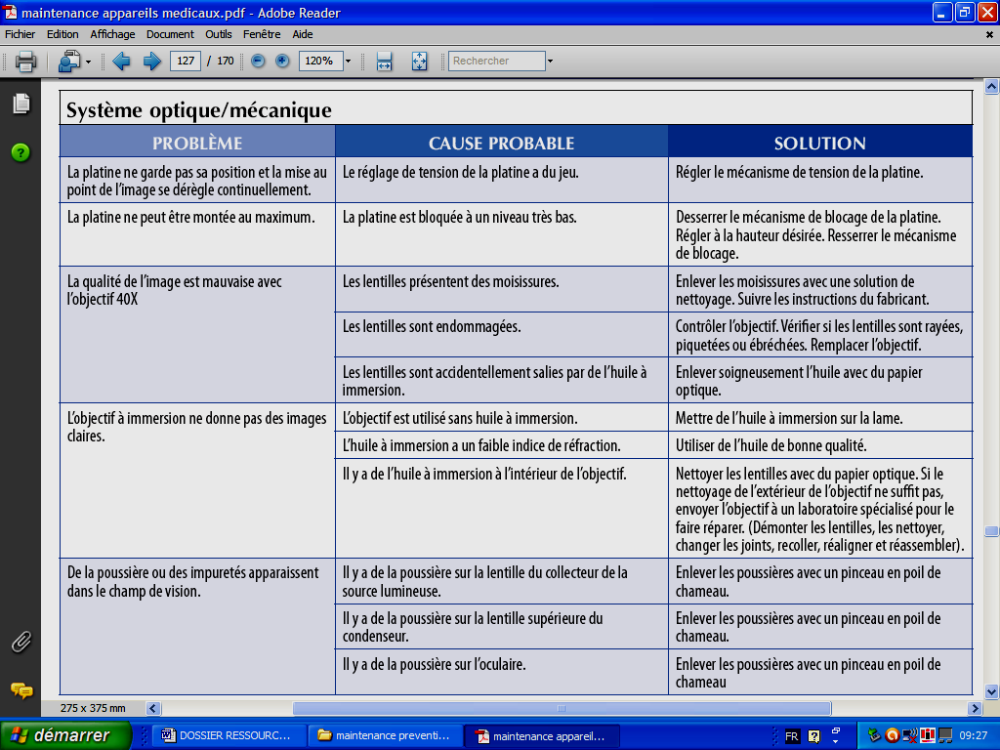 maintenance appareils medicaux.pdf - Adobe Reader
Fichier Edition Affichage Document Outils Fenêtre Aide
127 / 170 120% Rechercher
Système optique/mécanique
PROBLÈME CAUSE PROBABLE SOLUTION
La platine ne garde pas sa position et la mise au
point de l'image se dérègle continuellement.
Le réglage de tension de la platine a du jeu.
Régler le mécanisme de tension de la platine.
La platine ne peut être montée au maximum.
La platine est bloquée à un niveau très bas.
Desserrer le mécanisme de blocage de la platine.
Régler à la hauteur désirée. Resserrer le mécanisme
de blocage.
La qualité de l'image est mauvaise avec
l'objectif 40X
Les lentilles présentent des moisissures.
Enlever les moisissures avec une solution de
nettoyage. Suivre les instructions du fabricant.
Les lentilles sont endommagées.
Contrôler l'objectif. Vérifier si les lentilles sont rayées,
piquetées ou ébréchées. Remplacer l'objectif.
Les lentilles sont accidentellement salies par de l'huile à
immersion.
Enlever soigneusement l'huile avec du papier
optique.
L'objectif à immersion ne donne pas des images
claires.
L'objectif est utilisé sans huile à immersion.
Mettre de l'huile à immersion sur la lame.
L'huile à immersion a un faible indice de réfraction.
Utiliser de l'huile de bonne qualité.
Il y a de l'huile à immersion à l'intérieur de l'objectif.
Nettoyer les lentilles avec du papier optique. Si le
nettoyage de l'extérieur de l'objectif ne suffit pas,
envoyer l'objectif à un laboratoire spécialisé pour le
faire réparer. (Démonter les lentilles, les nettoyer,
changer les joints, recoller, réaligner et réassembler).
De la poussière ou des impuretés apparaissent
dans le champ de vision.
Il y a de la poussière sur la lentille du collecteur de la
source lumineuse.
Enlever les poussières avec un pinceau en poil de
chameau.
Il y a de la poussière sur la lentille supérieure du
condenseur.
Enlever les poussières avec un pinceau en poil de
chameau.
Il y a de la poussière sur l'oculaire.
Enlever les poussières avec un pinceau en poil de
chameau
275 x 375 mm
démarrer DOSSIER RESSOURC... maintenance preventi... maintenance appareil... FR 09:27